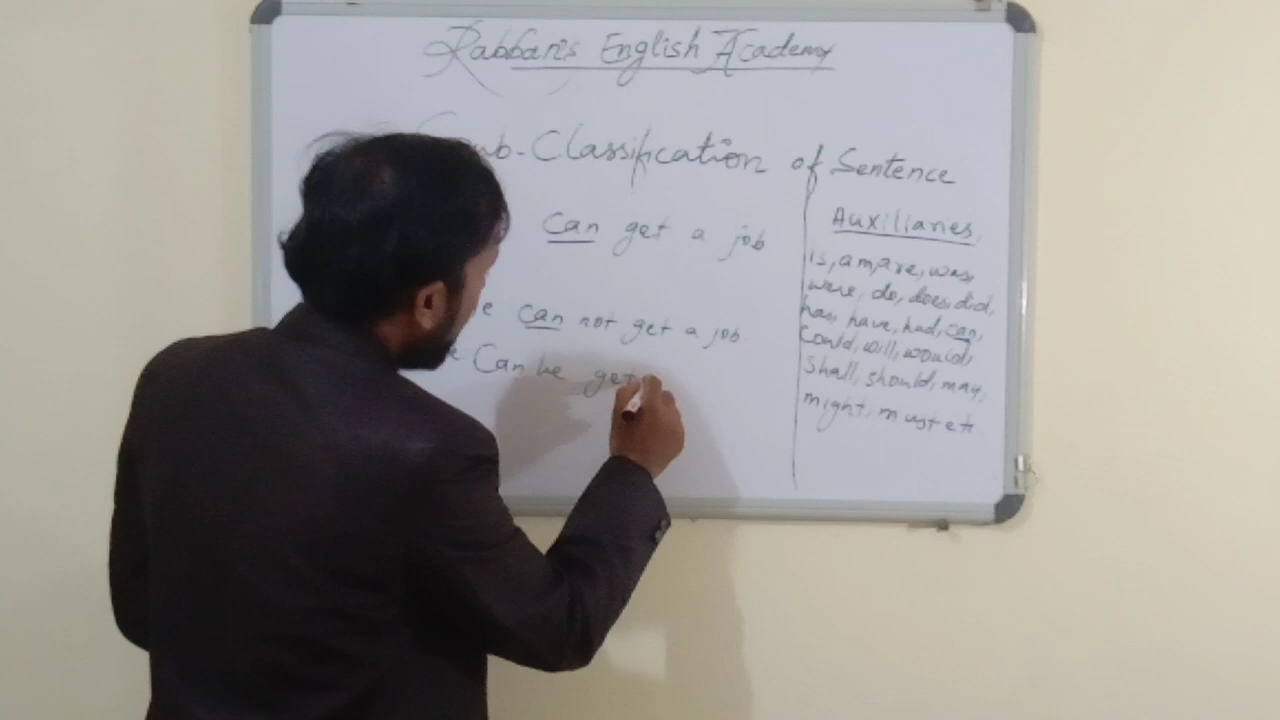 Rabbani's English Academy
Sub-Classification of Sentence
can get a job
can not get a job.
Can he get
Auxiliaries,
is, am, are, was,
were, do, does, did,
has, have, had, can,
could, will, would,
shall, should, may,
might, must etc